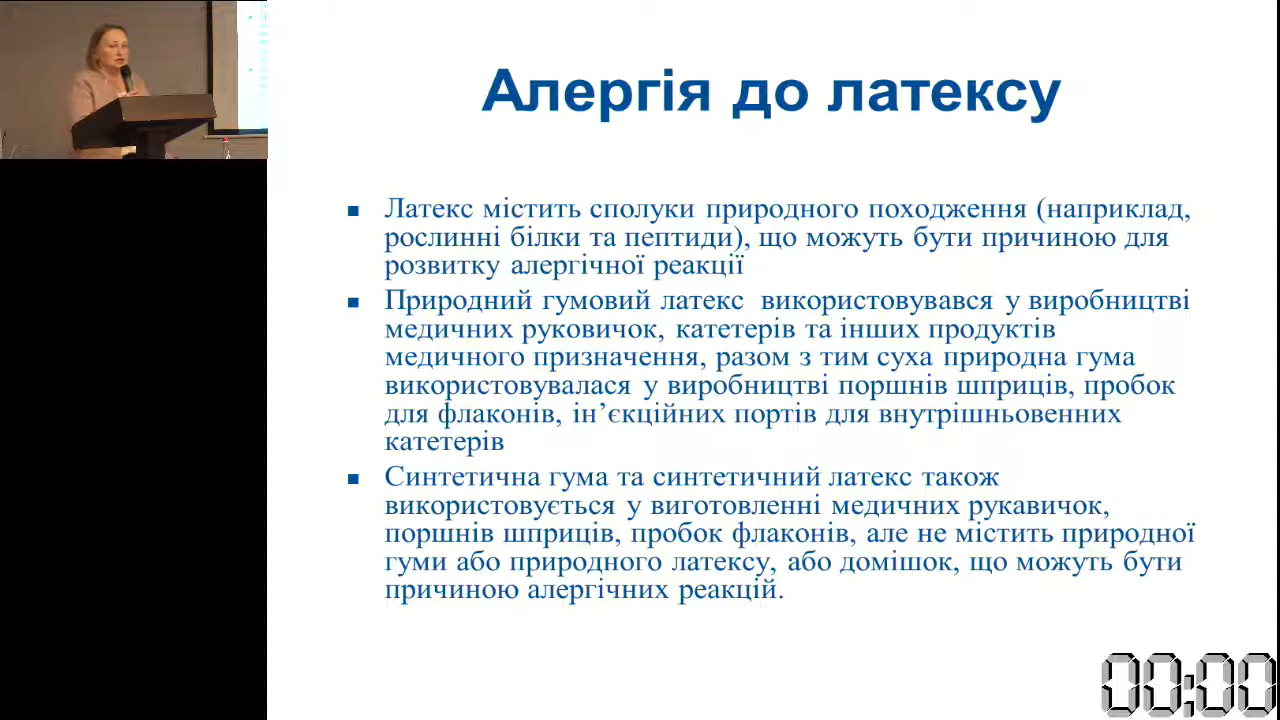 Алергія до латексу
Латекс містить сполуки природного походження (наприклад,
рослинні білки та пептиди), що можуть бути причиною для
розвитку алергічної реакції
Природний гумовий латекс використовувався у виробництві
медичних руковичок, катетерів та інших продуктів
медичного призначення, разом з тим суха природна гума
використовувалася у виробництві поршнів шприців, пробок
для флаконів, ін’єкційних портів для внутрішньовенних
катетерів
Синтетична гума та синтетичний латекс також
використовується у виготовленні медичних рукавичок,
поршнів шприців, пробок флаконів, але не містить природної
гуми або природного латексу, або домішок, що можуть бути
причиною алергічних реакцій.
00:00